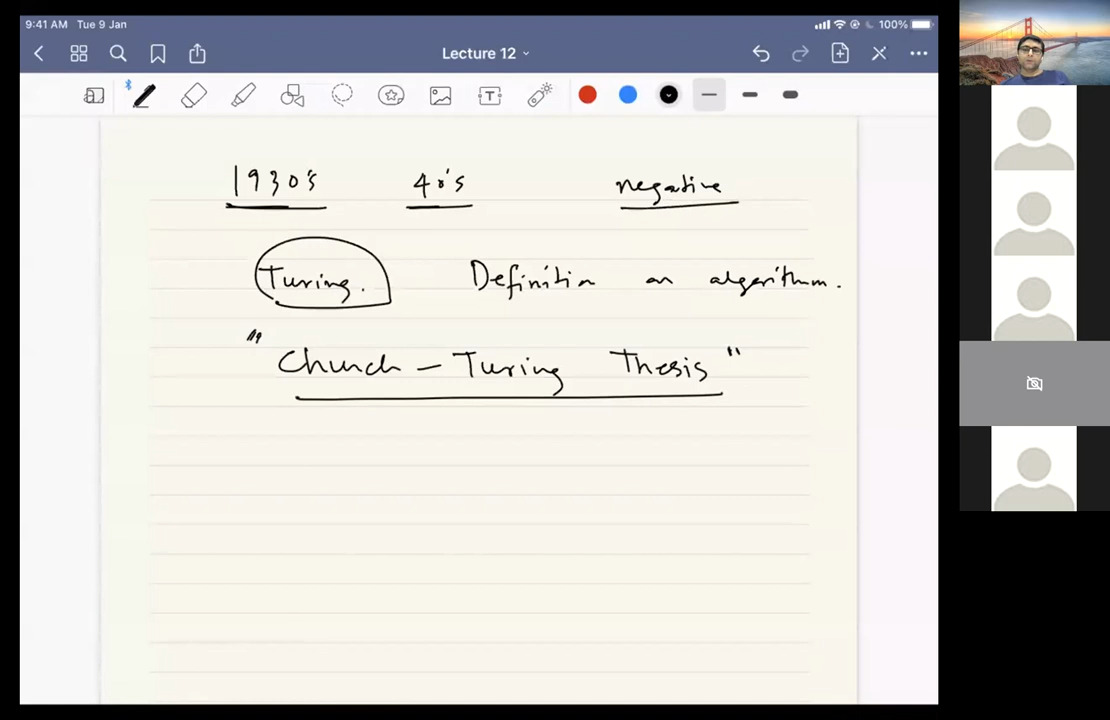 9:41 AM Tue 9 Jan 100%
Lecture 12
T
1930's 40's negative
Turing. Definition an algorithm.
"Church - Turing Thesis"